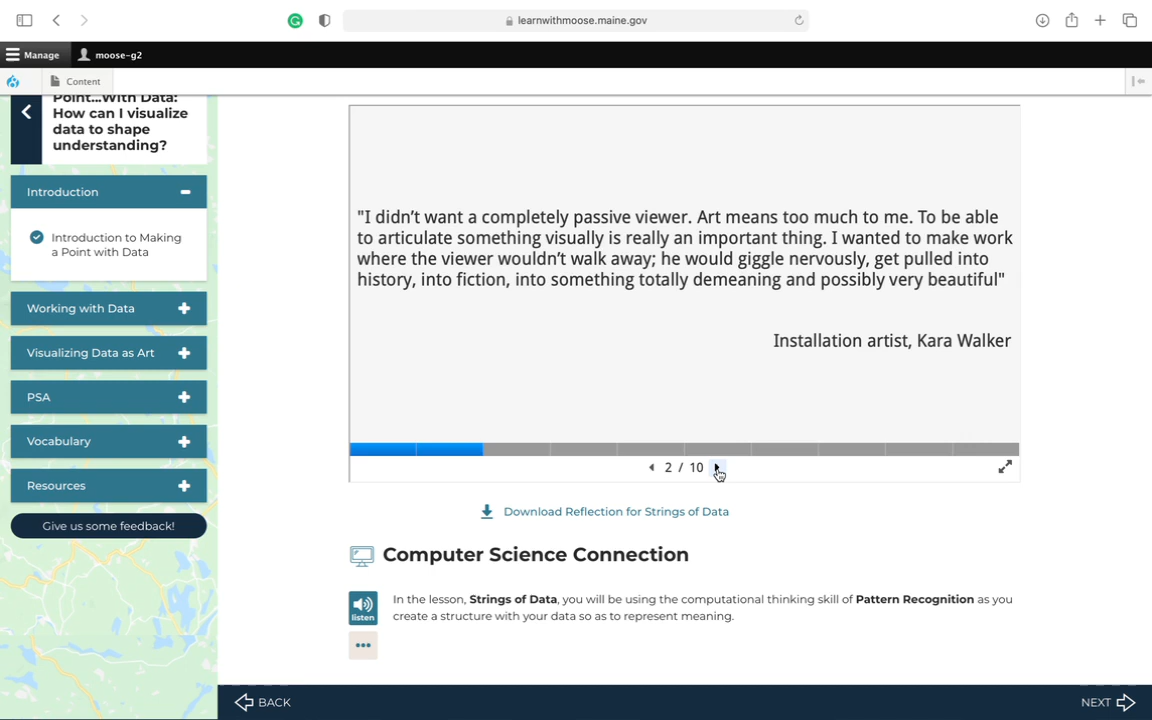 learnwithmoose.maine.gov
Manage
moose-g2
Content
Point...With Data:
How can I visualize
data to shape
understanding?
Introduction
Introduction to Making
a Point with Data
Working with Data
Visualizing Data as Art
PSA
Vocabulary
Resources
Give us some feedback!
"I didn't want a completely passive viewer. Art means too much to me. To be able
to articulate something visually is really an important thing. I wanted to make work
where the viewer wouldn't walk away; he would giggle nervously, get pulled into
history, into fiction, into something totally demeaning and possibly very beautiful"
Installation artist, Kara Walker
2 / 10
Download Reflection for Strings of Data
Computer Science Connection
listen
In the lesson, Strings of Data, you will be using the computational thinking skill of Pattern Recognition as you
create a structure with your data so as to represent meaning.
BACK
NEXT